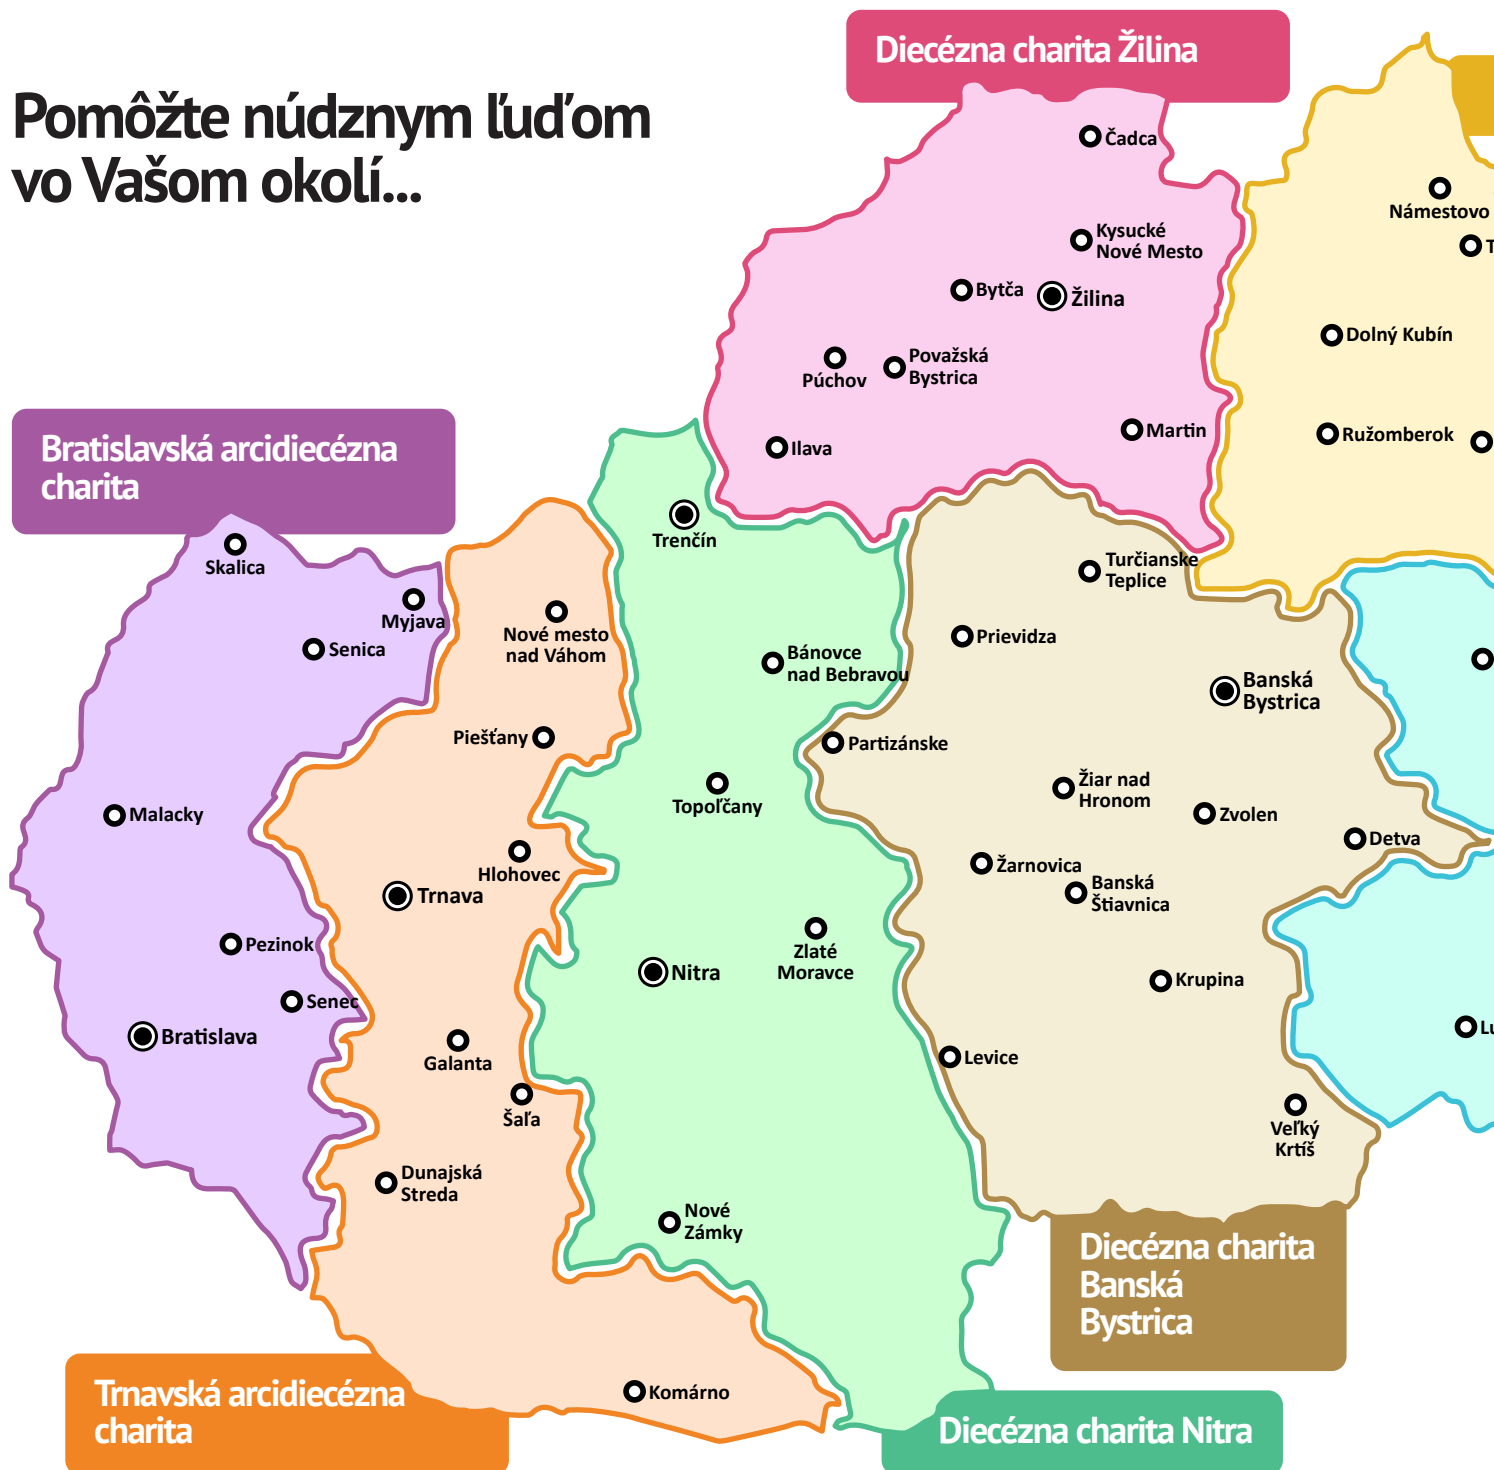 Pomôžte núdznym ľuďom
vo Vašom okolí...
Diecézna charita Žilina
Čadca
Kysucké
Nové Mesto
Bytča
Žilina
Púchov
Považská
Bystrica
Ilava
Martin
Námestovo
T
Dolný Kubín
Ružomberok
Bratislavská arcidiecézna
charita
Skalica
Myjava
Senica
Malacky
Pezinok
Senec
Bratislava
Nové mesto
nad Váhom
Piešťany
Hlohovec
Trnava
Galanta
Šaľa
Dunajská
Streda
Komárno
Trnavská arcidiecézna
charita
Trenčín
Bánovce
nad Bebravou
Topoľčany
Zlaté
Moravce
Nitra
Nové
Zámky
Diecézna charita Nitra
Turčianske
Teplice
Prievidza
Banská
Bystrica
Partizánske
Žiar nad
Hronom
Zvolen
Detva
Žarnovica
Banská
Štiavnica
Krupina
Levice
Veľký
Krtíš
Lu
Diecézna charita
Banská
Bystrica